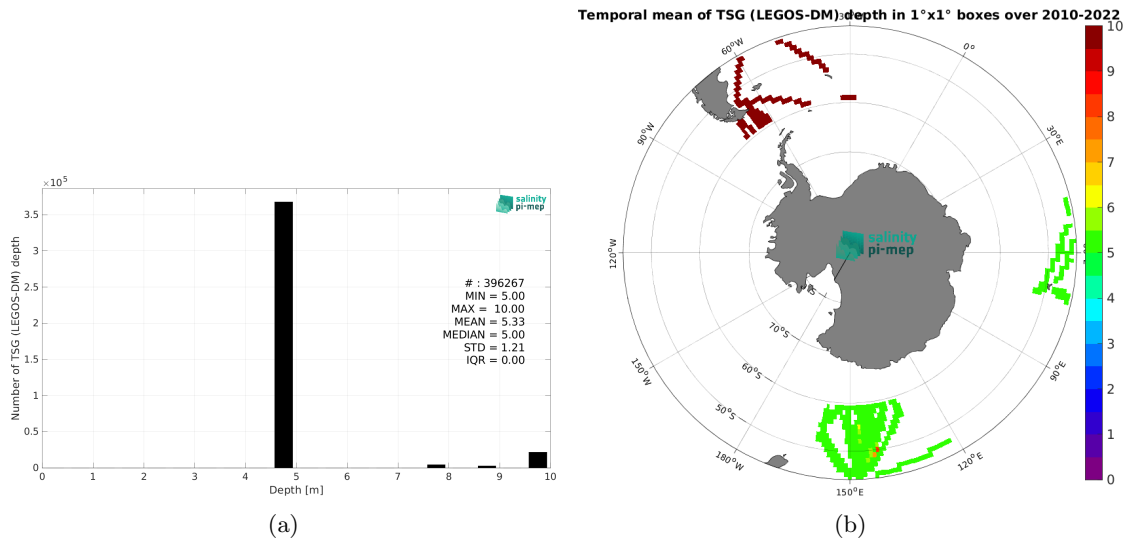 ×10⁵
3.5
3
2.5
2
1.5
1
0.5
0
0 1 2 3 4 5 6 7 8 9 10
Number of TSG (LEGOS-DM) depth
Depth [m]
salinity
pi-mep
# : 396267
MIN = 5.00
MAX = 10.00
MEAN = 5.33
MEDIAN = 5.00
STD = 1.21
IQR = 0.00
(a)
Temporal mean of TSG (LEGOS-DM) depth in 1°x1° boxes over 2010-2022
30°W
0°
30°E
90°E
120°E
150°E
180°W
150°W
120°W
90°W
60°W
70°S
60°S
50°S
salinity
pi-mep
10
9
8
7
6
5
4
3
2
1
0
(b)